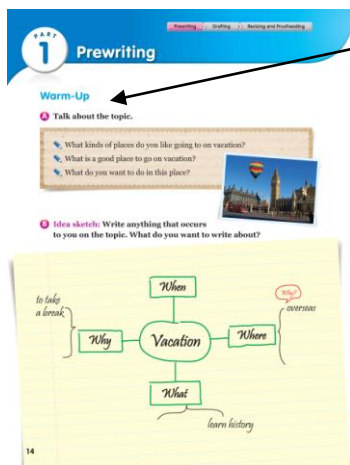 PART
1
Prewriting
Prewriting Drafting Revising and Proofreading
Warm-Up
A Talk about the topic.
What kinds of places do you like going to on vacation?
What is a good place to go on vacation?
What do you want to do in this place?
B Idea sketch: Write anything that occurs
to you on the topic. What do you want to write about?
When
to take
a break
Why
Vacation
Where
Why?
overseas
What
learn history
14